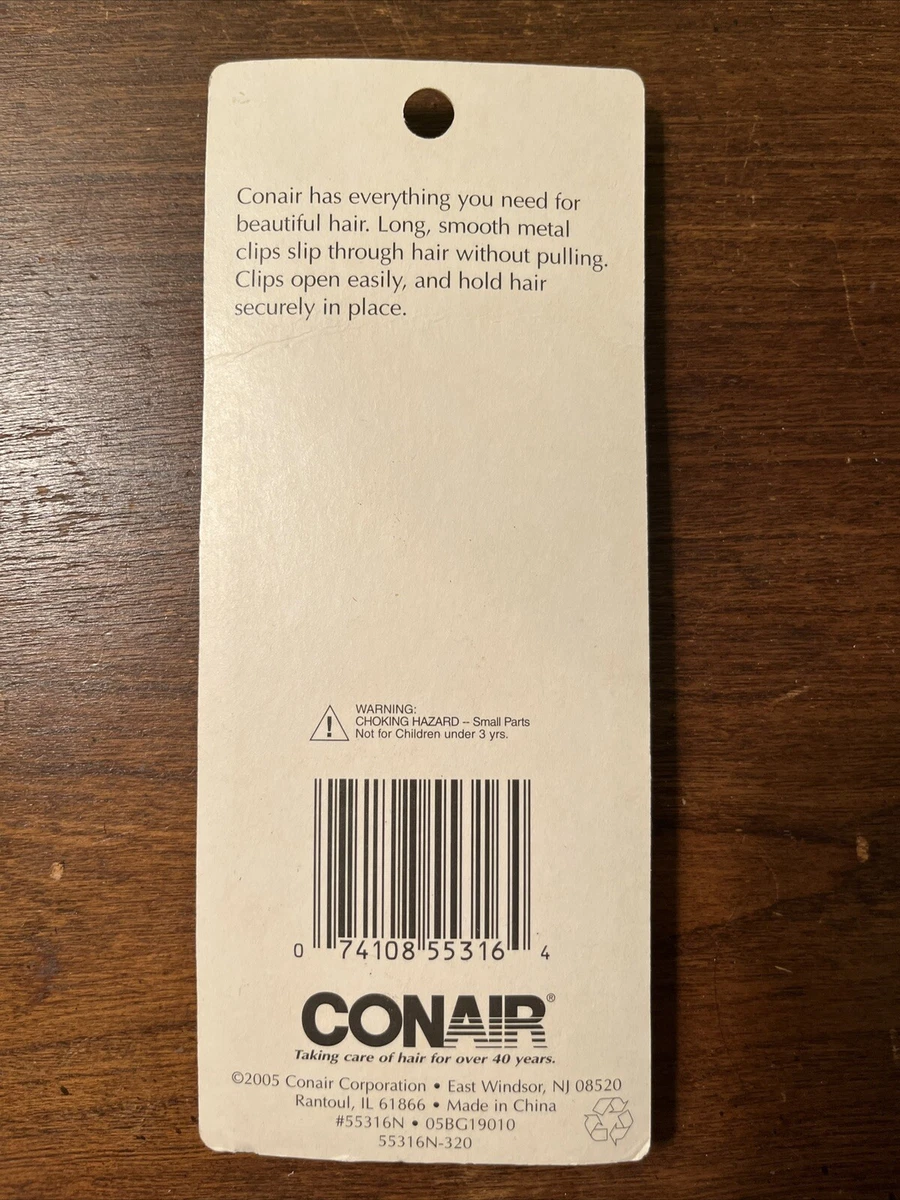 Conair has everything you need for
beautiful hair. Long, smooth metal
clips slip through hair without pulling.
Clips open easily, and hold hair
securely in place.
WARNING:
CHOKING HAZARD -- Small Parts
Not for Children under 3 yrs.
0 74108 55316 4
CONAIR®
Taking care of hair for over 40 years.
©2005 Conair Corporation • East Windsor, NJ 08520
Rantoul, IL 61866 • Made in China
#55316N • 05BG19010
55316N-320